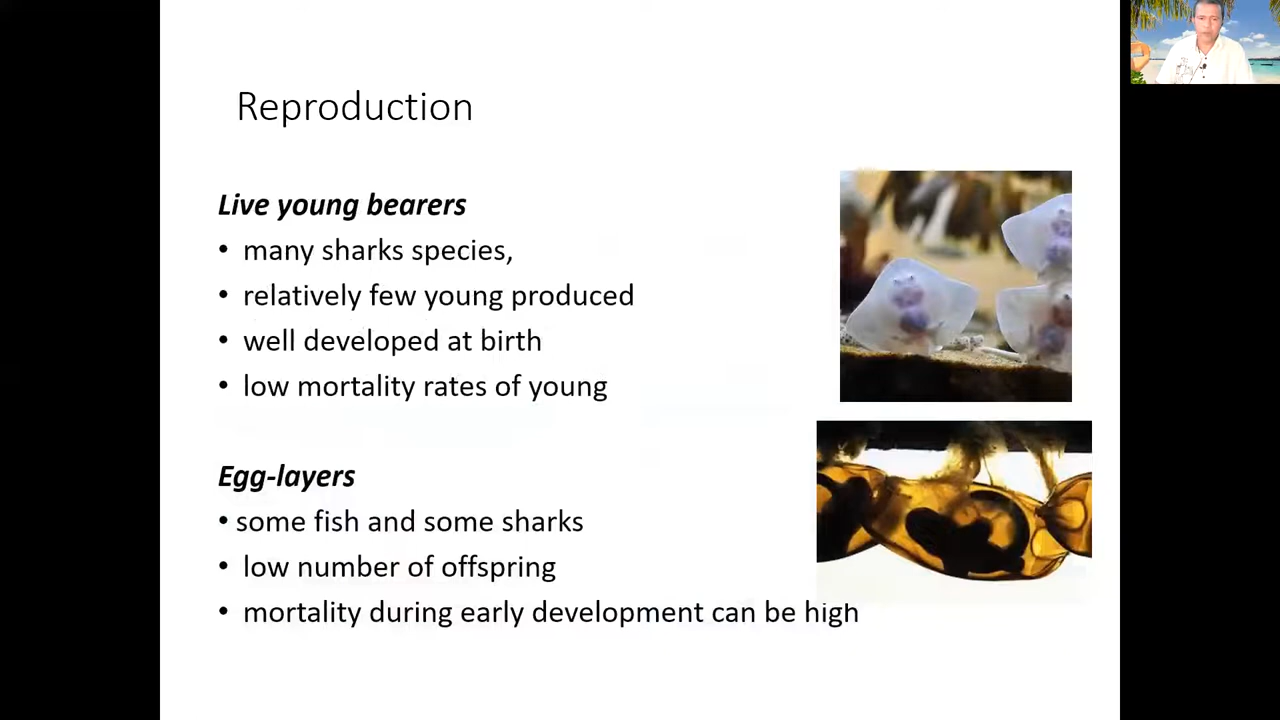 Reproduction
Live young bearers
• many sharks species,
• relatively few young produced
• well developed at birth
• low mortality rates of young
Egg-layers
• some fish and some sharks
• low number of offspring
• mortality during early development can be high